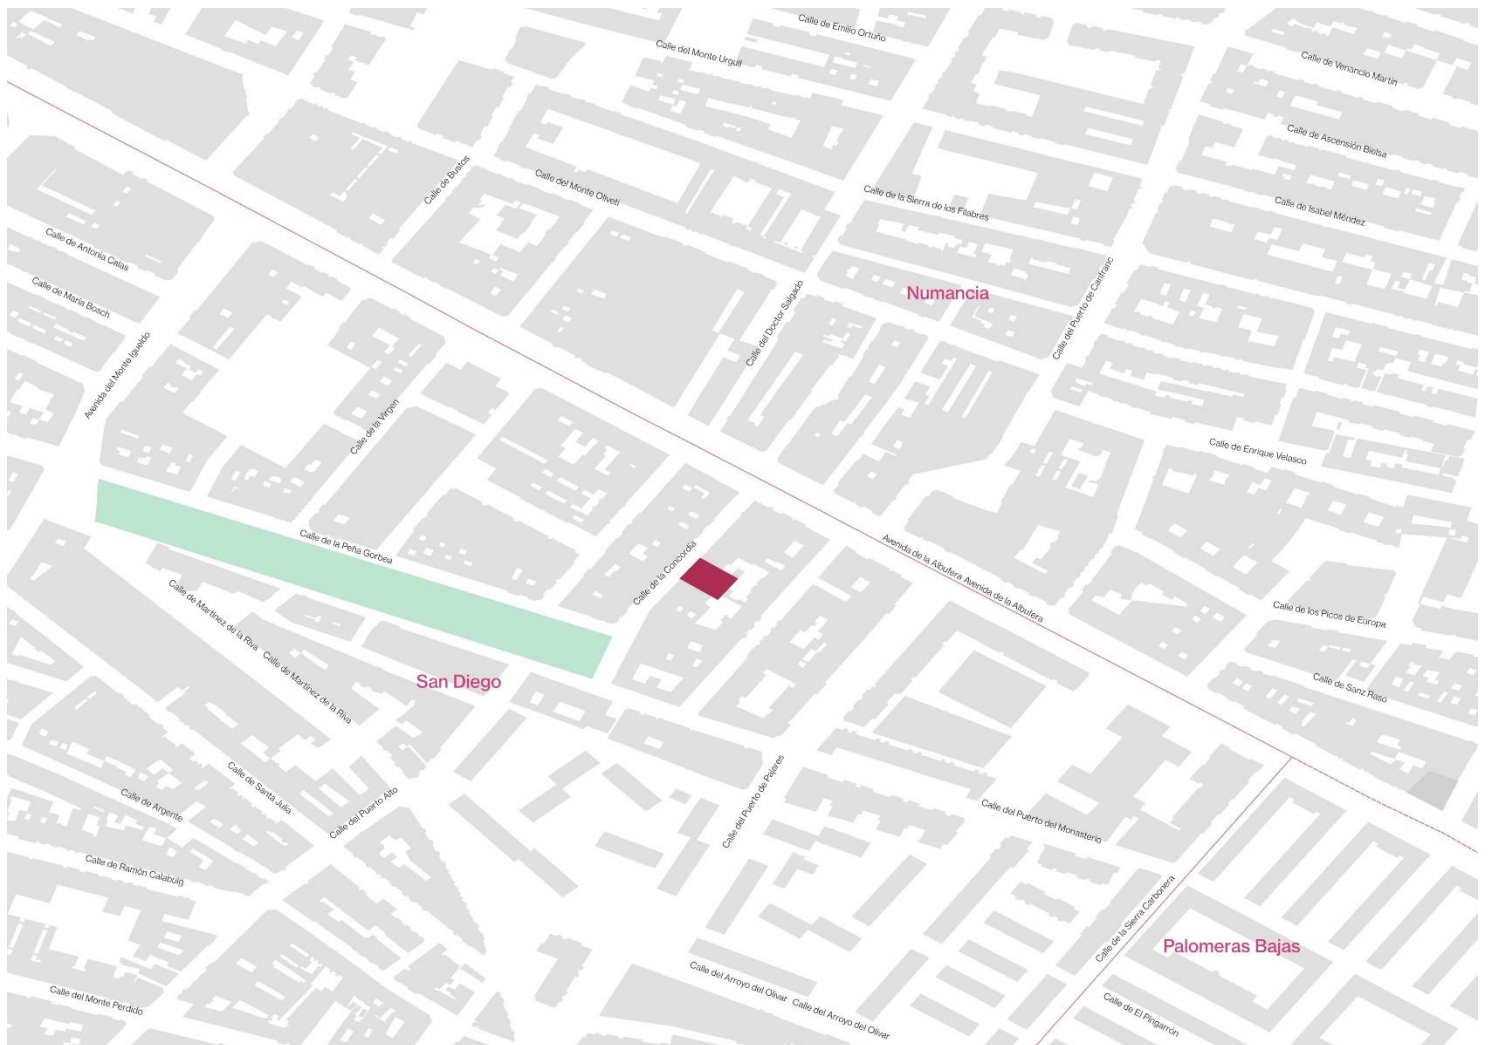 Calle de Emilio Ortuño
Calle del Monte Urgull
Calle de Venancio Martín
Calle de Ascensión Bielsa
Calle de Bustos
Calle del Monte Oliveti
Calle de la Sierra de los Filabres
Calle de Isabel Méndez
Calle de Antonia Calas
Calle de María Bosch
Numancia
Calle del Doctor Salgado
Calle del Puerto de Canfranc
Avenida del Monte Igueldo
Calle de la Virgen
Calle de Enrique Velasco
Calle de la Peña Gorbea
Calle de la Concordia
Avenida de la Albufera Avenida de la Albufera
Calle de Martínez de la Riva Calle de Martínez de la Riva
Calle de los Picos de Europa
San Diego
Calle de Sanz Raso
Calle de Santa Julia
Calle de Argente
Calle del Puerto Alto
Calle del Puerto de Pajares
Calle del Puerto del Monasterio
Calle de Ramón Calabuig
Calle de la Sierra Carbonera
Palomeras Bajas
Calle del Monte Perdido
Calle del Arroyo del Olivar Calle del Arroyo del Olivar
Calle de El Pingarrón